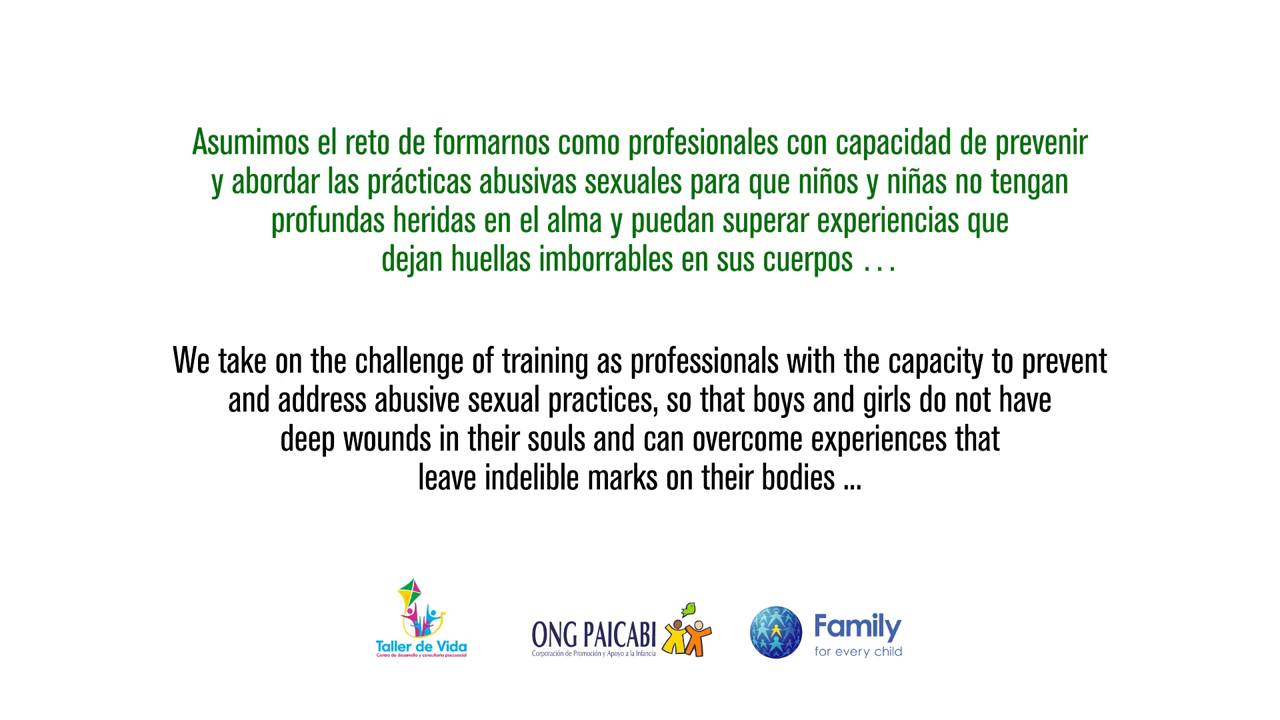 Asumimos el reto de formarnos como profesionales con capacidad de prevenir
y abordar las prácticas abusivas sexuales para que niños y niñas no tengan
profundas heridas en el alma y puedan superar experiencias que
dejan huellas imborrables en sus cuerpos ...
We take on the challenge of training as professionals with the capacity to prevent
and address abusive sexual practices, so that boys and girls do not have
deep wounds in their souls and can overcome experiences that
leave indelible marks on their bodies ...
Taller de Vida
Centro de desarrollo y consultoría psicosocial
ONG PAICABI
Corporación de Promoción y Apoyo a la Infancia
Family
for every child